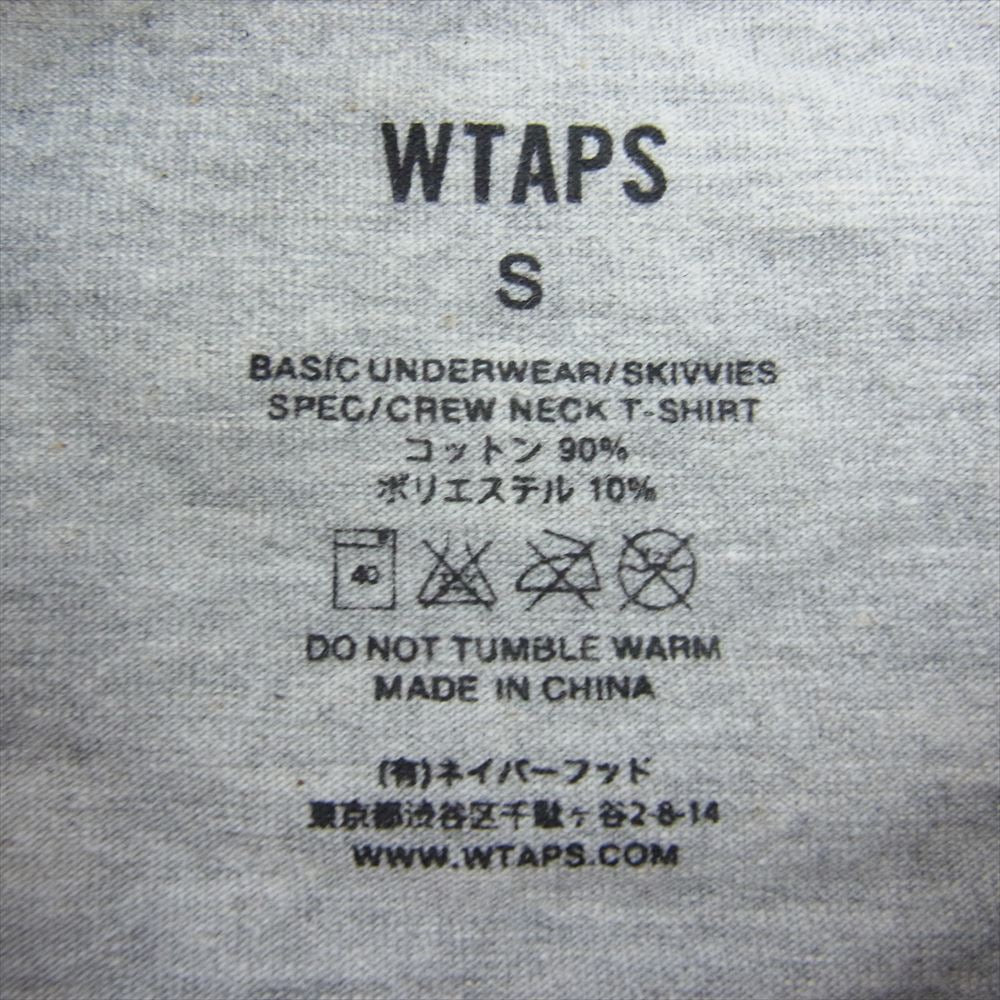 WTAPS
S
BASIC UNDERWEAR/SKIVVIES
SPEC/CREW NECK T-SHIRT
コットン 90%
ポリエステル 10%
40
DO NOT TUMBLE WARM
MADE IN CHINA
(有)ネイバーフッド
東京都渋谷区千駄ヶ谷2-8-14
WWW.WTAPS.COM